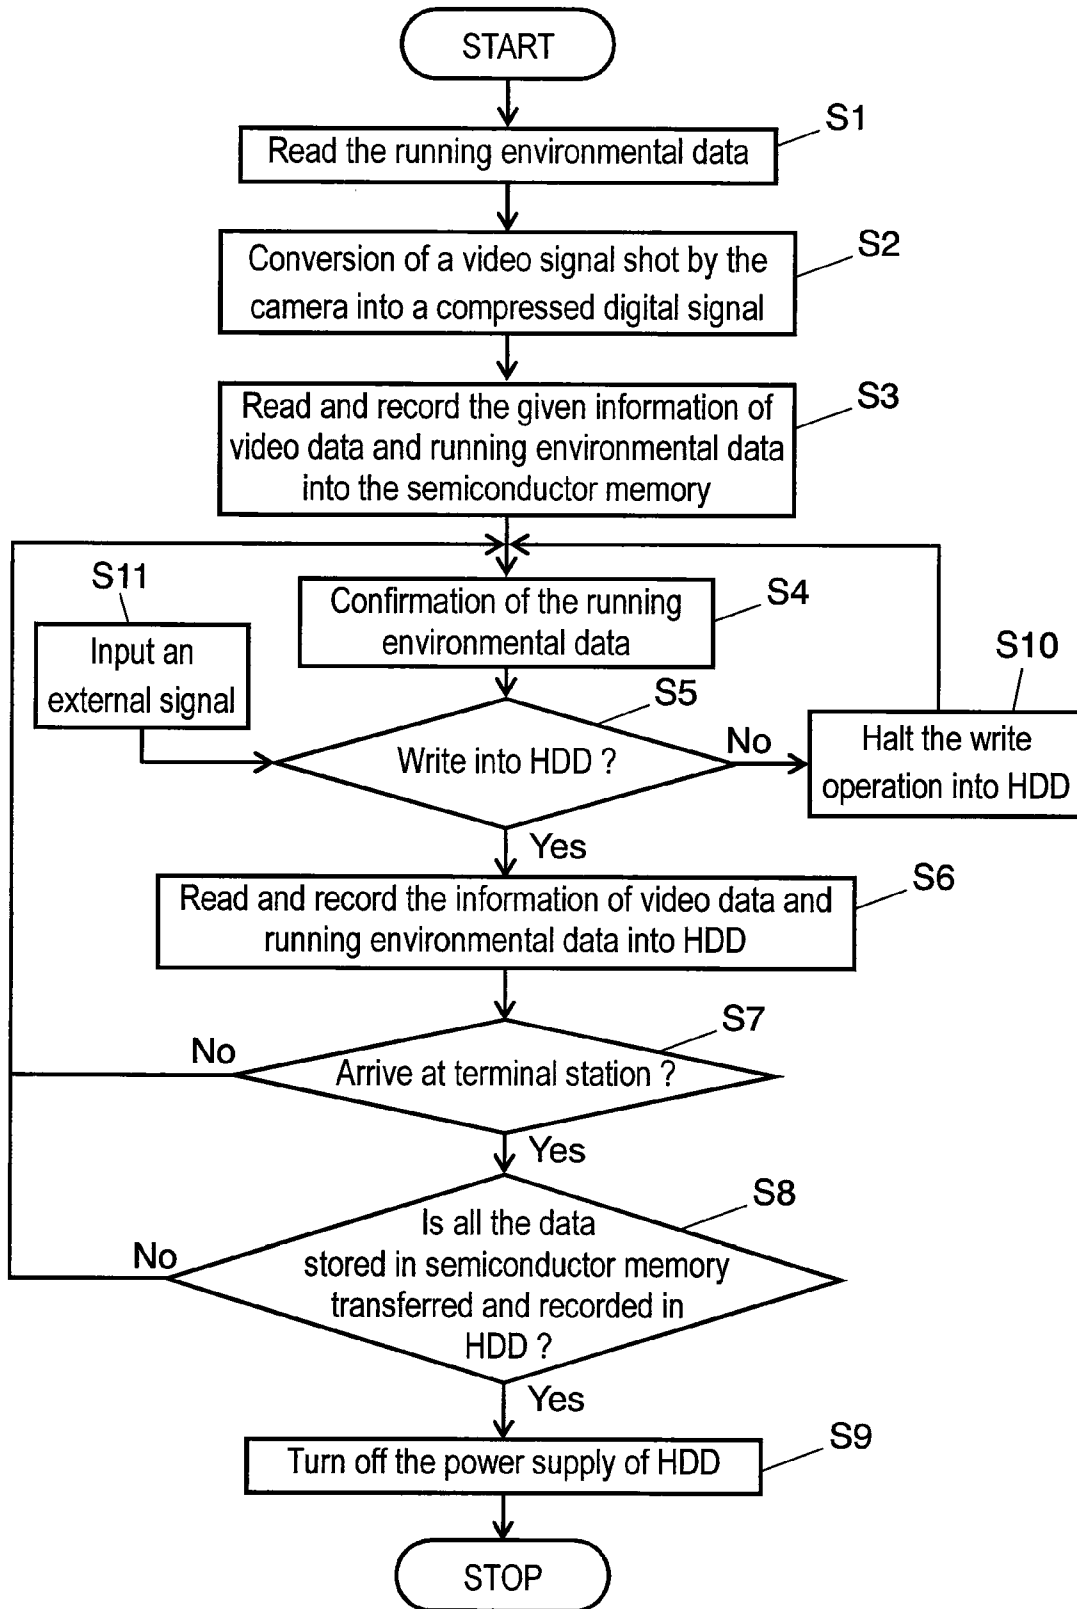 START
S1
Read the running environmental data
S2
Conversion of a video signal shot by the
camera into a compressed digital signal
S3
Read and record the given information of
video data and running environmental data
into the semiconductor memory
S11
Input an
external signal
S4
Confirmation of the running
environmental data
S10
Halt the write
operation into HDD
S5
Write into HDD ?
No
Yes
S6
Read and record the information of video data and
running environmental data into HDD
S7
Arrive at terminal station ?
No
Yes
S8
Is all the data
stored in semiconductor memory
transferred and recorded in
HDD ?
No
Yes
S9
Turn off the power supply of HDD
STOP